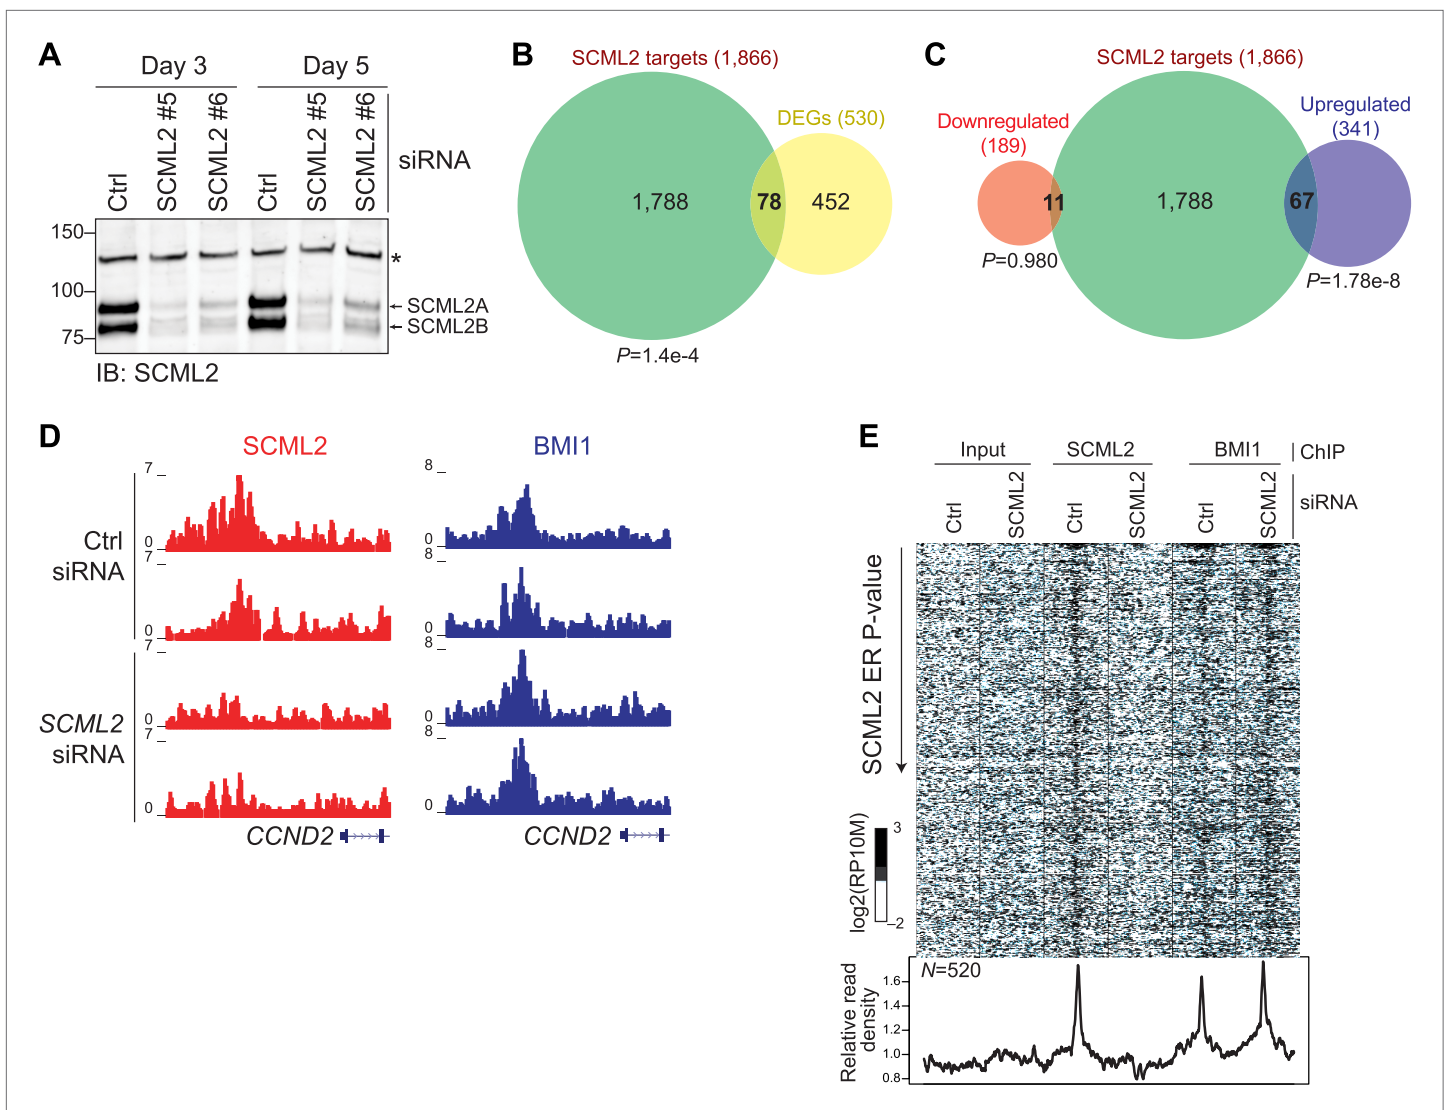 A
Day 3
Day 5
Ctrl
SCML2 #5
SCML2 #6
Ctrl
SCML2 #5
SCML2 #6
siRNA
150
100
75
*
SCML2A
SCML2B
IB: SCML2
B
SCML2 targets (1,866)
DEGs (530)
1,788
78
452
P=1.4e-4
C
SCML2 targets (1,866)
Downregulated
(189)
Upregulated
(341)
11
1,788
67
P=0.980
P=1.78e-8
D
SCML2
BMI1
7
0
7
0
7
0
7
0
8
0
8
0
8
0
8
0
Ctrl
siRNA
SCML2
siRNA
CCND2
CCND2
E
Input
SCML2
BMI1
ChIP
Ctrl
SCML2
Ctrl
SCML2
Ctrl
SCML2
siRNA
SCML2 ER P-value
log2(RP10M)
3
–2
N=520
Relative read
density
1.6
1.4
1.2
1.0
0.8